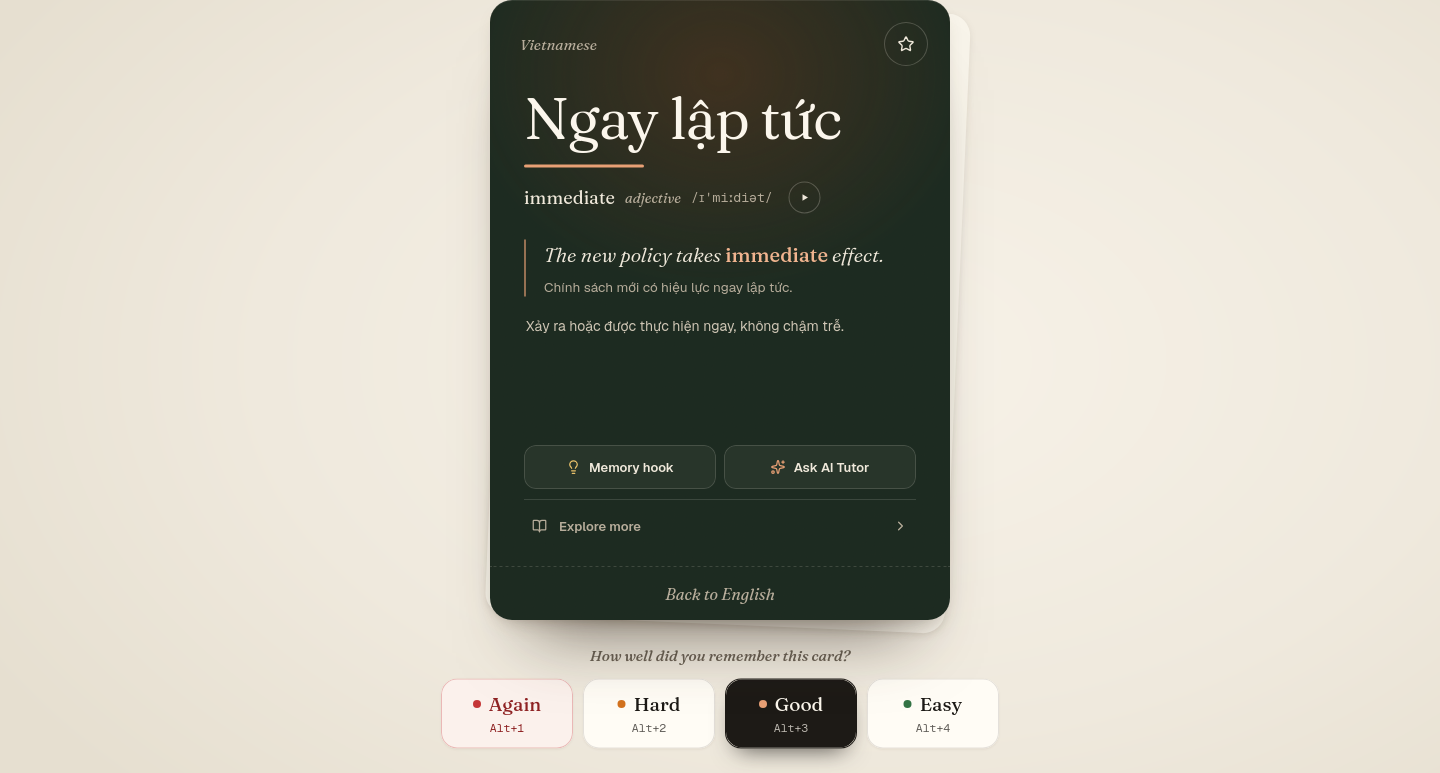 Vietnamese
Ngay lập tức
immediate adjective /ɪˈmiːdiət/
The new policy takes immediate effect.
Chính sách mới có hiệu lực ngay lập tức.
Xảy ra hoặc được thực hiện ngay, không chậm trễ.
Memory hook
Ask AI Tutor
Explore more
Back to English
How well did you remember this card?
Again
Alt+1
Hard
Alt+2
Good
Alt+3
Easy
Alt+4